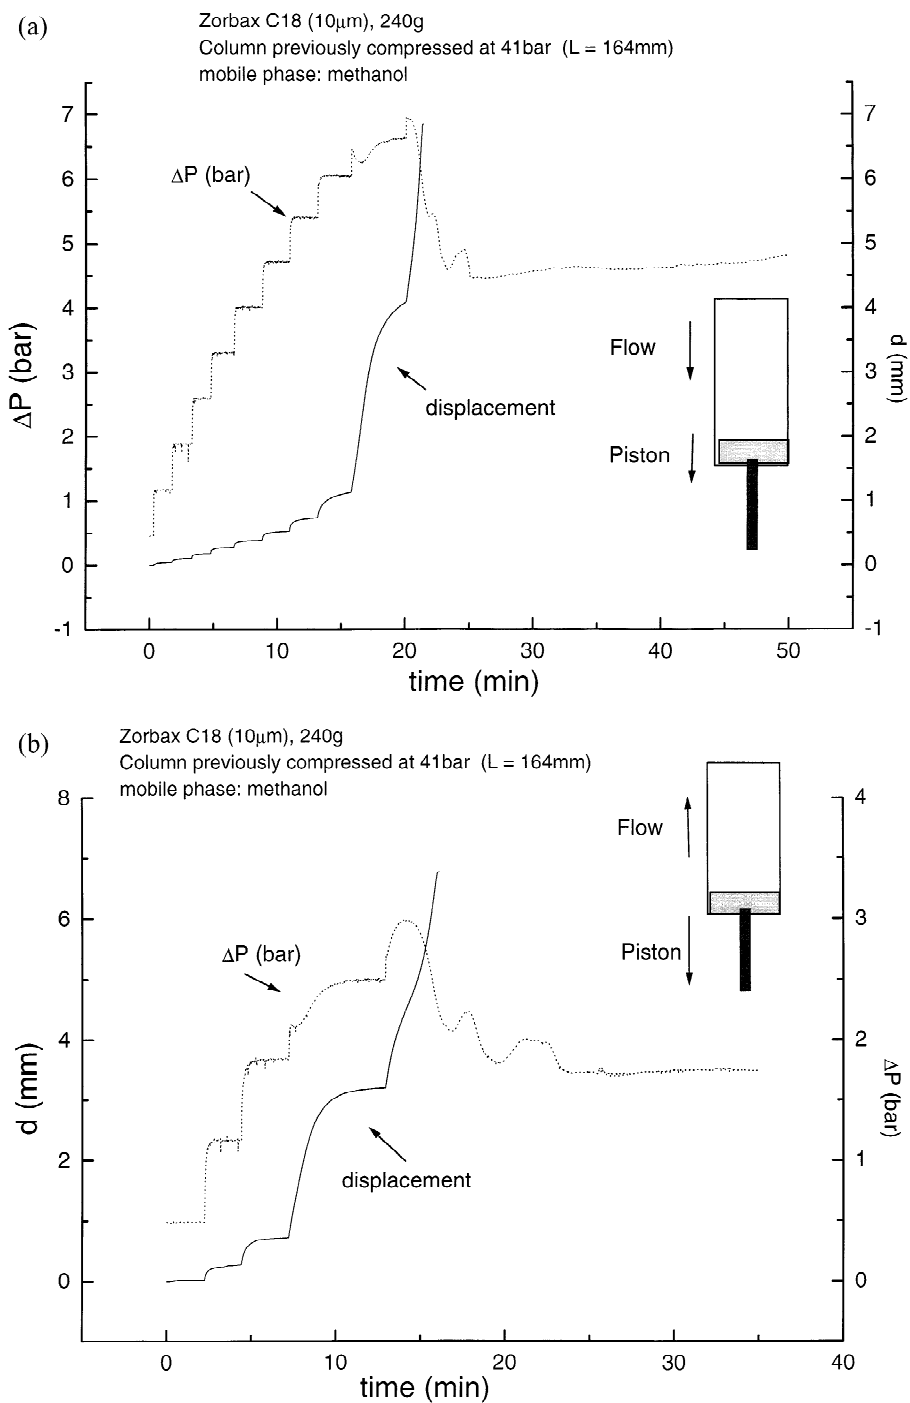 (a)
Zorbax C18 (10μm), 240g
Column previously compressed at 41bar (L = 164mm)
mobile phase: methanol
7
7
ΔP (bar)
6
6
5
5
4
4
Flow
ΔP (bar)
d (mm)
3
3
displacement
2
2
Piston
1
1
0
0
-1
-1
0
10
20
30
40
50
time (min)
(b)
Zorbax C18 (10μm), 240g
Column previously compressed at 41bar (L = 164mm)
mobile phase: methanol
8
4
Flow
6
3
ΔP (bar)
Piston
4
2
d (mm)
ΔP (bar)
displacement
2
1
0
0
0
10
20
30
40
time (min)